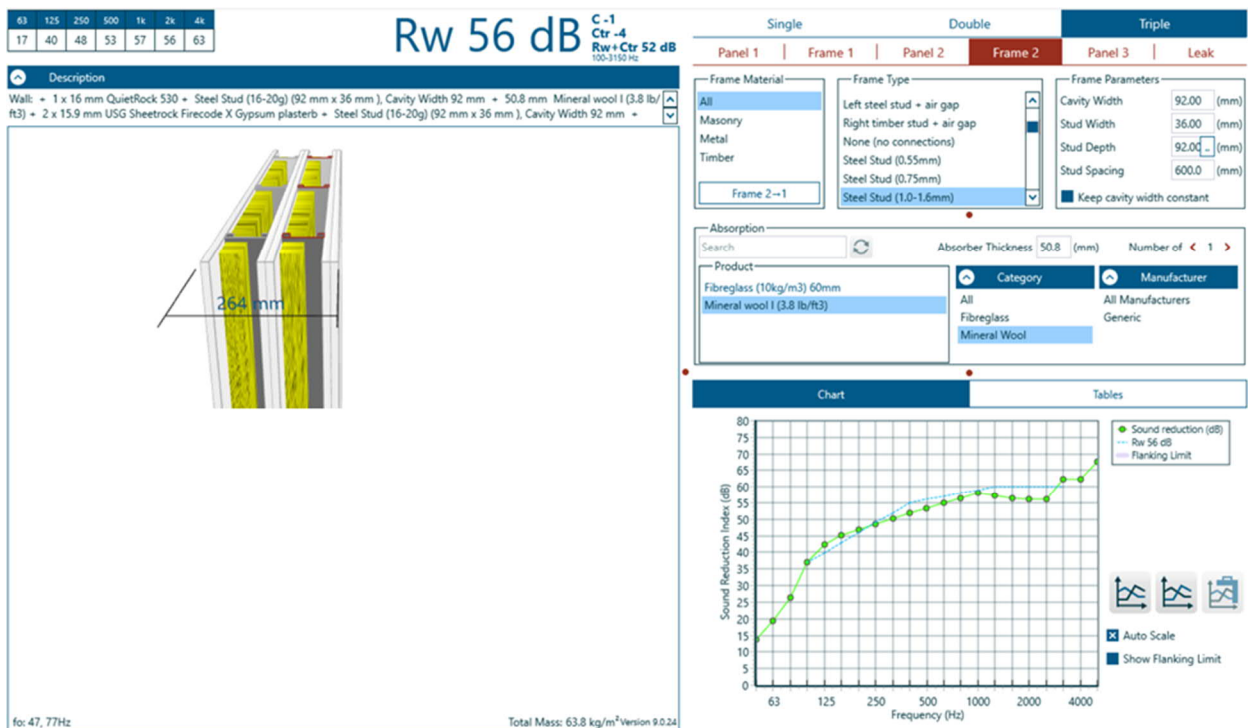 63 125 250 500 1k 2k 4k
17 40 48 53 57 56 63
Rw 56 dB
C -1
Ctr -4
Rw+Ctr 52 dB
100-3150 Hz
Description
Wall: + 1 x 16 mm QuietRock 530 + Steel Stud (16-20g) (92 mm x 36 mm ), Cavity Width 92 mm + 50.8 mm Mineral wool I (3.8 lb/
ft3) + 2 x 15.9 mm USG Sheetrock Firecode X Gypsum plasterb + Steel Stud (16-20g) (92 mm x 36 mm ), Cavity Width 92 mm +
264 mm
fo: 47, 77Hz
Total Mass: 63.8 kg/m² Version 9.0.24
Single Double Triple
Panel 1 Frame 1 Panel 2 Frame 2 Panel 3 Leak
Frame Material
All
Masonry
Metal
Timber
Frame 2→1
Frame Type
Left steel stud + air gap
Right timber stud + air gap
None (no connections)
Steel Stud (0.55mm)
Steel Stud (0.75mm)
Steel Stud (1.0-1.6mm)
Frame Parameters
Cavity Width 92.00 (mm)
Stud Width 36.00 (mm)
Stud Depth 92.00 .. (mm)
Stud Spacing 600.0 (mm)
Keep cavity width constant
Absorption
Search
Absorber Thickness 50.8 (mm)
Number of < 1 >
Product
Fibreglass (10kg/m3) 60mm
Mineral wool I (3.8 lb/ft3)
Category
All
Fibreglass
Mineral Wool
Manufacturer
All Manufacturers
Generic
Chart Tables
80
75
70
65
60
55
50
45
40
35
30
25
20
15
10
5
0
Sound Reduction Index (dB)
63 125 250 500 1000 2000 4000
Frequency (Hz)
Sound reduction (dB)
Rw 56 dB
Flanking Limit
Auto Scale
Show Flanking Limit